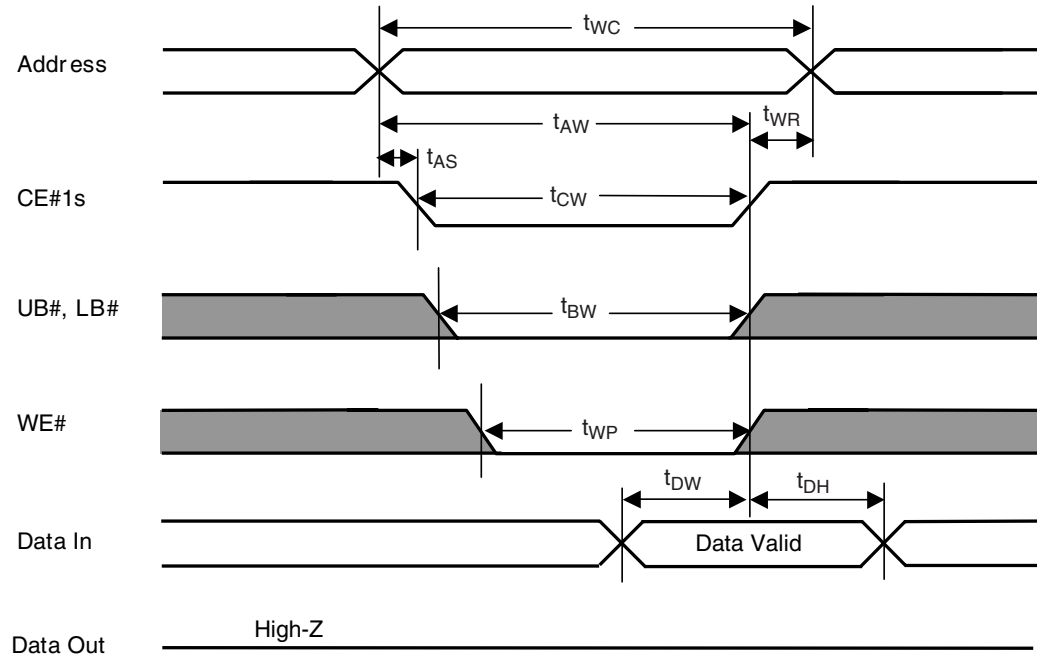 tWC
Address
tAW
tWR
tAS
CE#1s
tCW
UB#, LB#
tBW
WE#
tWP
tDW
tDH
Data In
Data Valid
High-Z
Data Out